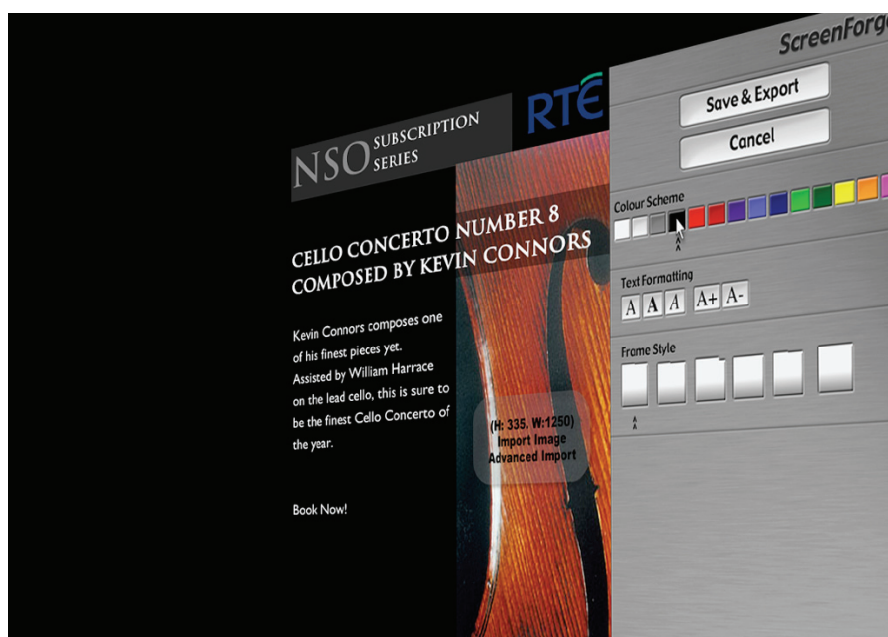 ScreenForge
Save & Export
Cancel
Colour Scheme
Text Formatting
A A A A+ A-
Frame Style
RTÉ
NSO SUBSCRIPTION
SERIES
CELLO CONCERTO NUMBER 8
COMPOSED BY KEVIN CONNORS
Kevin Connors composes one
of his finest pieces yet.
Assisted by William Harrace
on the lead cello, this is sure to
be the finest Cello Concerto of
the year.
Book Now!
(H: 335. W:1250)
Import Image
Advanced Import